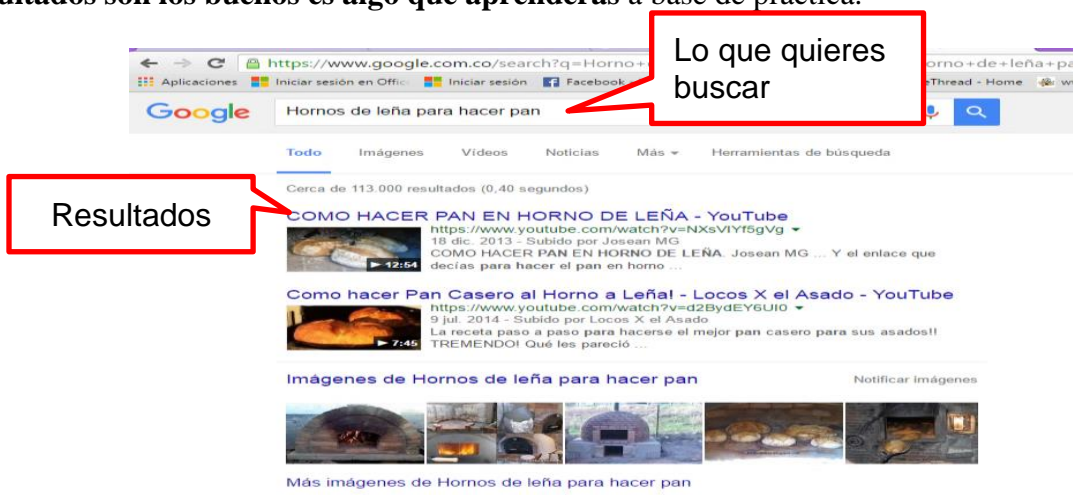 son los buenos es algo que aprenderás a base de práctica.
Lo que quieres
buscar
https://www.google.com.co/search?q=Horno+
orno+de+leña+pa
Aplicaciones Iniciar sesión en Office Iniciar sesión Facebook
eThread - Home
Google Hornos de leña para hacer pan
Todo Imágenes Vídeos Noticias Más Herramientas de búsqueda
Cerca de 113.000 resultados (0,40 segundos)
Resultados
COMO HACER PAN EN HORNO DE LEÑA - YouTube
https://www.youtube.com/watch?v=NXsVIYf5gVg
18 dic. 2013 - Subido por Josean MG
COMO HACER PAN EN HORNO DE LEÑA. Josean MG ... Y el enlace que
12:54 decías para hacer el pan en horno ...
Como hacer Pan Casero al Horno a Leña! - Locos X el Asado - YouTube
https://www.youtube.com/watch?v=d2BydEY6UI0
9 jul. 2014 - Subido por Locos X el Asado
La receta paso a paso para hacerse el mejor pan casero para sus asados!!
7:45 TREMENDO! Qué les pareció ...
Imágenes de Hornos de leña para hacer pan Notificar imágenes
Más imágenes de Hornos de leña para hacer pan